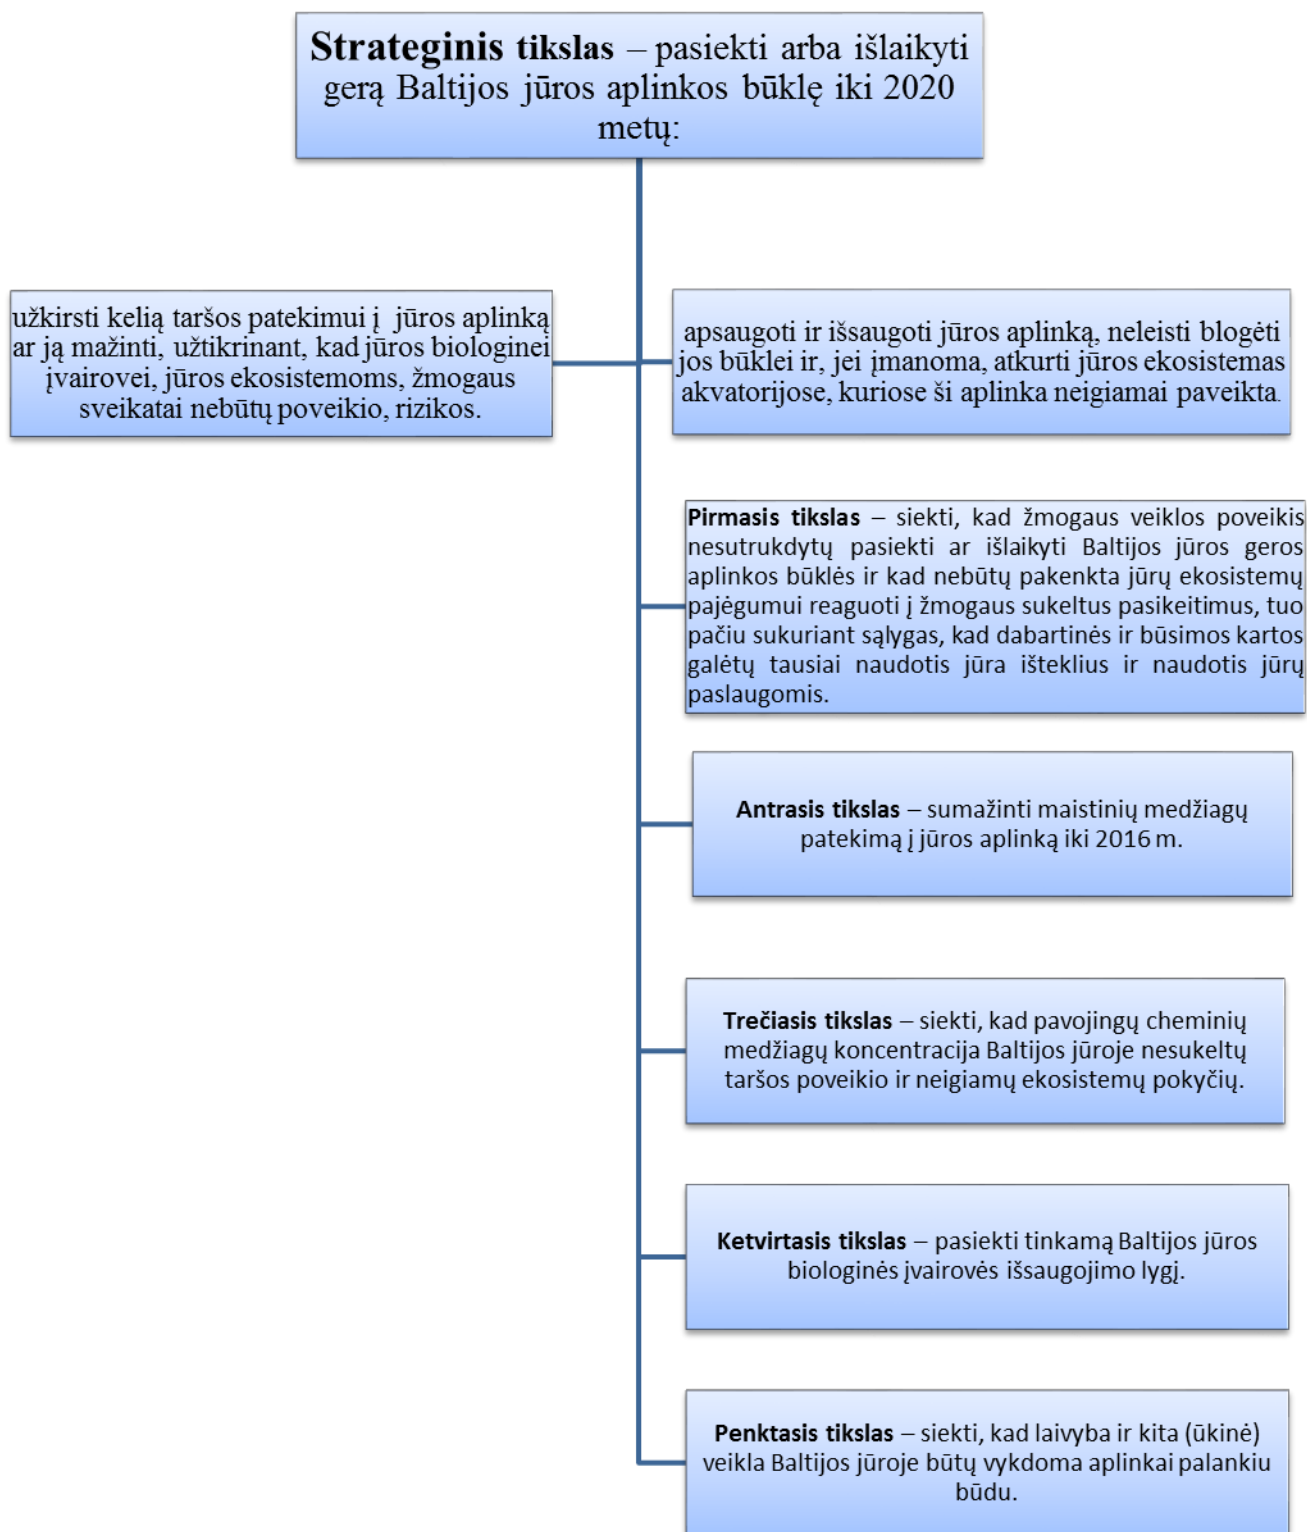 Strateginis tikslas – pasiekti arba išlaikyti
gerą Baltijos jūros aplinkos būklę iki 2020
metų:
užkirsti kelią taršos patekimui į jūros aplinką
ar ją mažinti, užtikrinant, kad jūros biologinei
įvairovei, jūros ekosistemoms, žmogaus
sveikatai nebūtų poveikio, rizikos.
apsaugoti ir išsaugoti jūros aplinką, neleisti blogėti
jos būklei ir, jei įmanoma, atkurti jūros ekosistemas
akvatorijose, kuriose ši aplinka neigiamai paveikta.
Pirmasis tikslas – siekti, kad žmogaus veiklos poveikis
nesutrukdytų pasiekti ar išlaikyti Baltijos jūros geros
aplinkos būklės ir kad nebūtų pakenkta jūrų ekosistemų
pajėgumui reaguoti į žmogaus sukeltus pasikeitimus, tuo
pačiu sukuriant sąlygas, kad dabartinės ir būsimos kartos
galėtų tausiai naudotis jūra išteklius ir naudotis jūrų
paslaugomis.
Antrasis tikslas – sumažinti maistinių medžiagų
patekimą į jūros aplinką iki 2016 m.
Trečiasis tikslas – siekti, kad pavojingų cheminių
medžiagų koncentracija Baltijos jūroje nesukeltų
taršos poveikio ir neigiamų ekosistemų pokyčių.
Ketvirtasis tikslas – pasiekti tinkamą Baltijos jūros
biologinės įvairovės išsaugojimo lygį.
Penktasis tikslas – siekti, kad laivyba ir kita (ūkinė)
veikla Baltijos jūroje būtų vykdoma aplinkai palankiu
būdu.